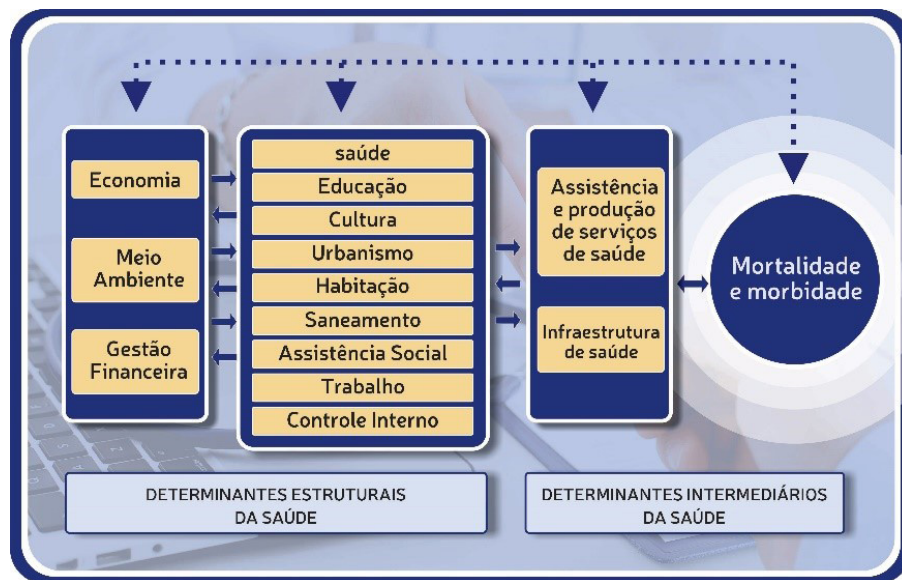 Economia
Meio
Ambiente
Gestão
Financeira
saúde
Educação
Cultura
Urbanismo
Habitação
Saneamento
Assistência Social
Trabalho
Controle Interno
Assistência
e produção
de serviços
de saúde
Infraestrutura
de saúde
Mortalidade
e morbidade
DETERMINANTES ESTRUTURAIS
DA SAÚDE
DETERMINANTES INTERMEDIÁRIOS
DA SAÚDE